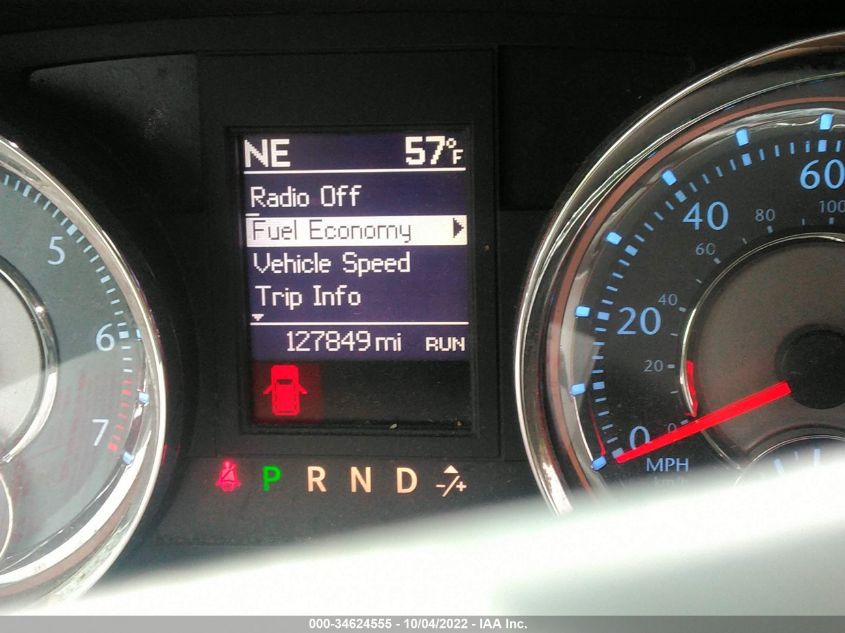 NE 57°F
Radio Off
Fuel Economy
Vehicle Speed
Trip Info
127849 mi RUN
P R N D -/+
5
6
7
0 20 40 60
20 40 60 80 100
0
MPH
000-34624555 - 10/04/2022 - IAA Inc.